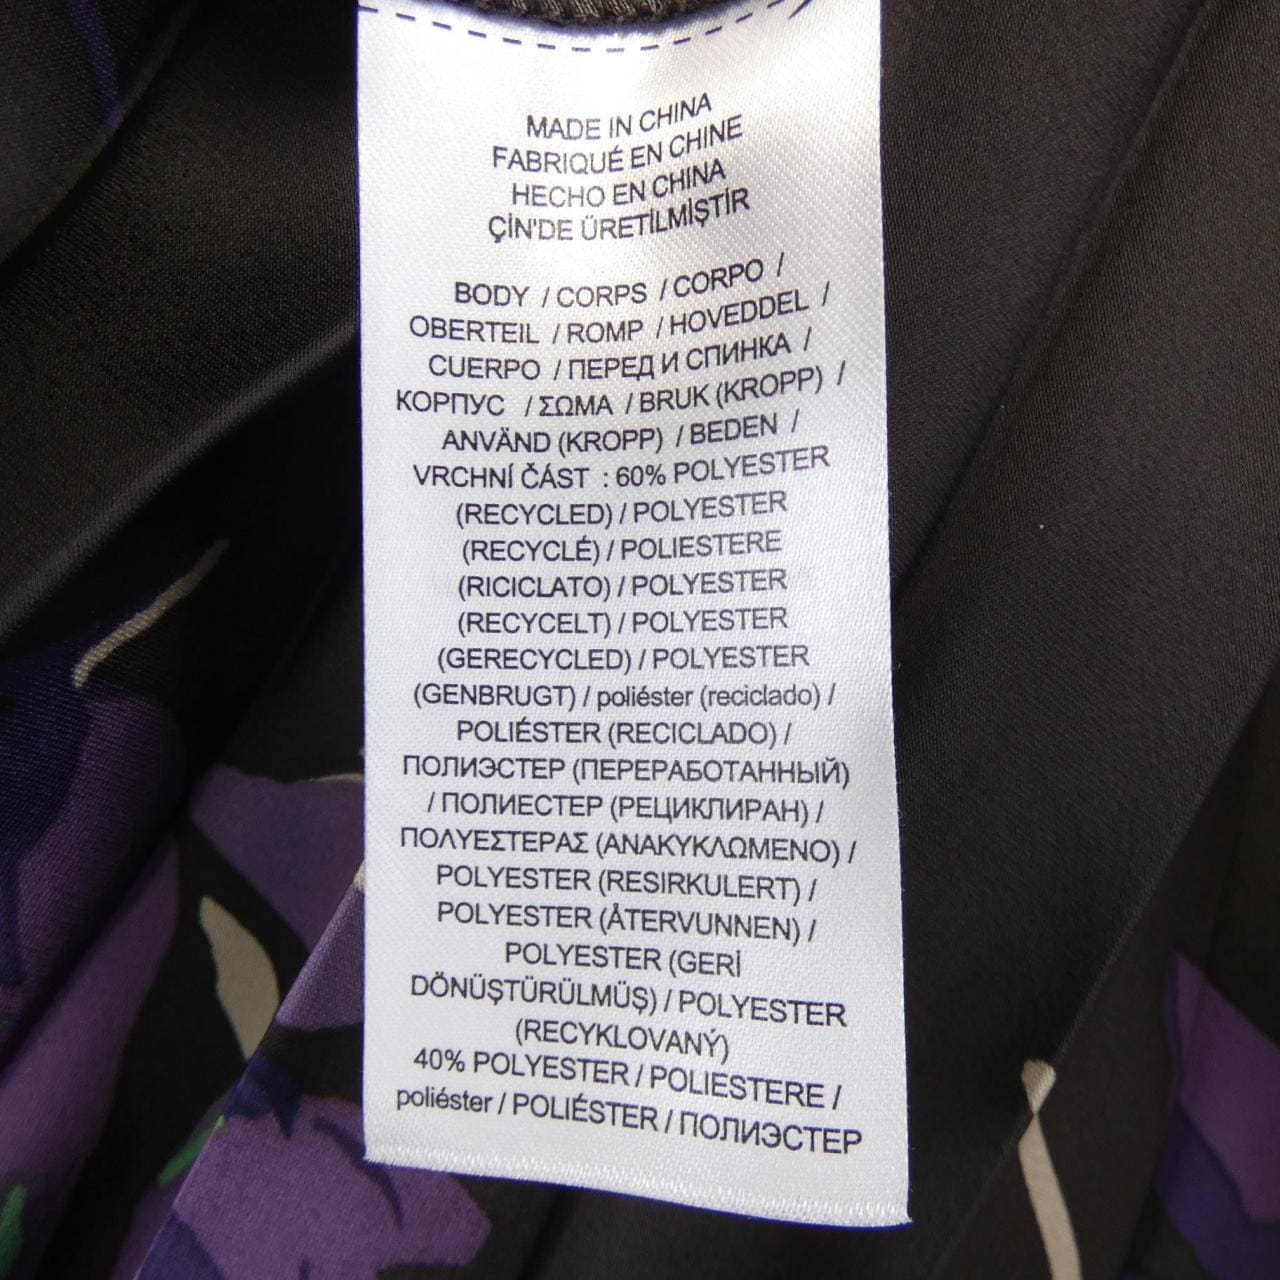 MADE IN CHINA
FABRIQUÉ EN CHINE
HECHO EN CHINA
ÇİN'DE ÜRETİLMİŞTİR
BODY / CORPS / CORPO /
OBERTEIL / ROMP / HOVEDDEL /
CUERPO / ПЕРЕД И СПИНКА /
КОРПУС / ΣΩΜΑ / BRUK (KROPP) /
ANVÄND (KROPP) / BEDEN /
VRCHNÍ ČÁST : 60% POLYESTER
(RECYCLED) / POLYESTER
(RECYCLÉ) / POLIESTERE
(RICICLATO) / POLYESTER
(RECYCELT) / POLYESTER
(GERECYCLED) / POLYESTER
(GENBRUGT) / poliéster (reciclado) /
POLIÉSTER (RECICLADO) /
ПОЛИЭСТЕР (ПЕРЕРАБОТАННЫЙ)
/ ПОЛИЕСТЕР (РЕЦИКЛИРАН) /
ΠΟΛΥΕΣΤΕΡΑΣ (ΑΝΑΚΥΚΛΩΜΕΝΟ) /
POLYESTER (RESIRKULERT) /
POLYESTER (ÅTERVUNNEN) /
POLYESTER (GERİ
DÖNÜŞTÜRÜLMÜŞ) / POLYESTER
(RECYKLOVANÝ)
40% POLYESTER / POLIESTERE /
poliéster / POLIÉSTER / ПОЛИЭСТЕР